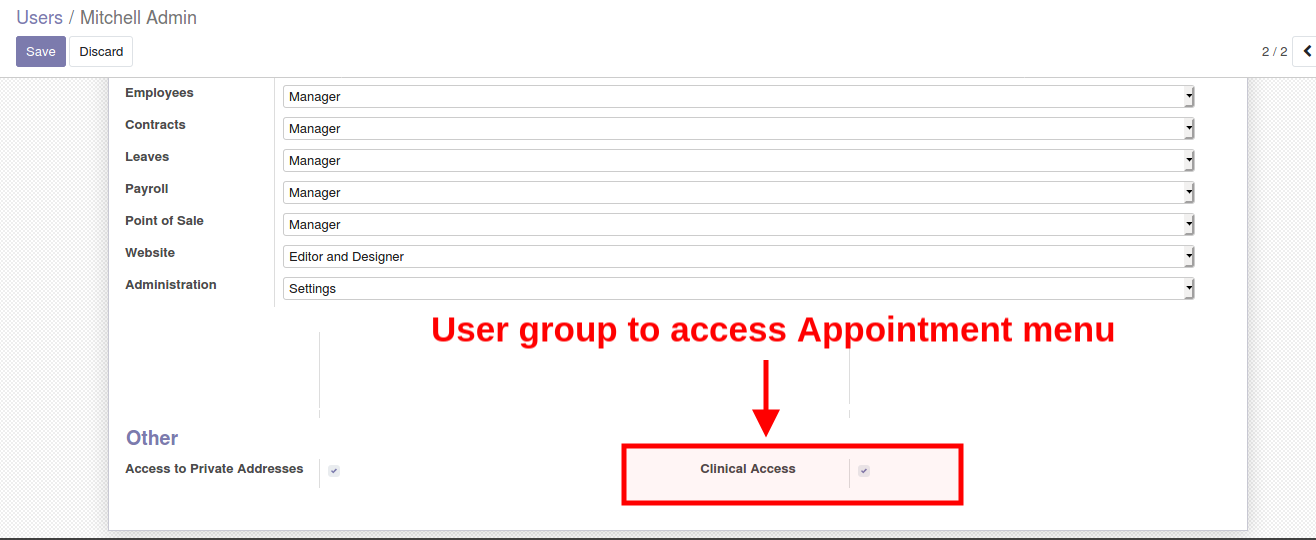 Users / Mitchell Admin
Save Discard 2 / 2
Employees Manager
Contracts Manager
Leaves Manager
Payroll Manager
Point of Sale Manager
Website Editor and Designer
Administration Settings
User group to access Appointment menu
Other
Access to Private Addresses Clinical Access